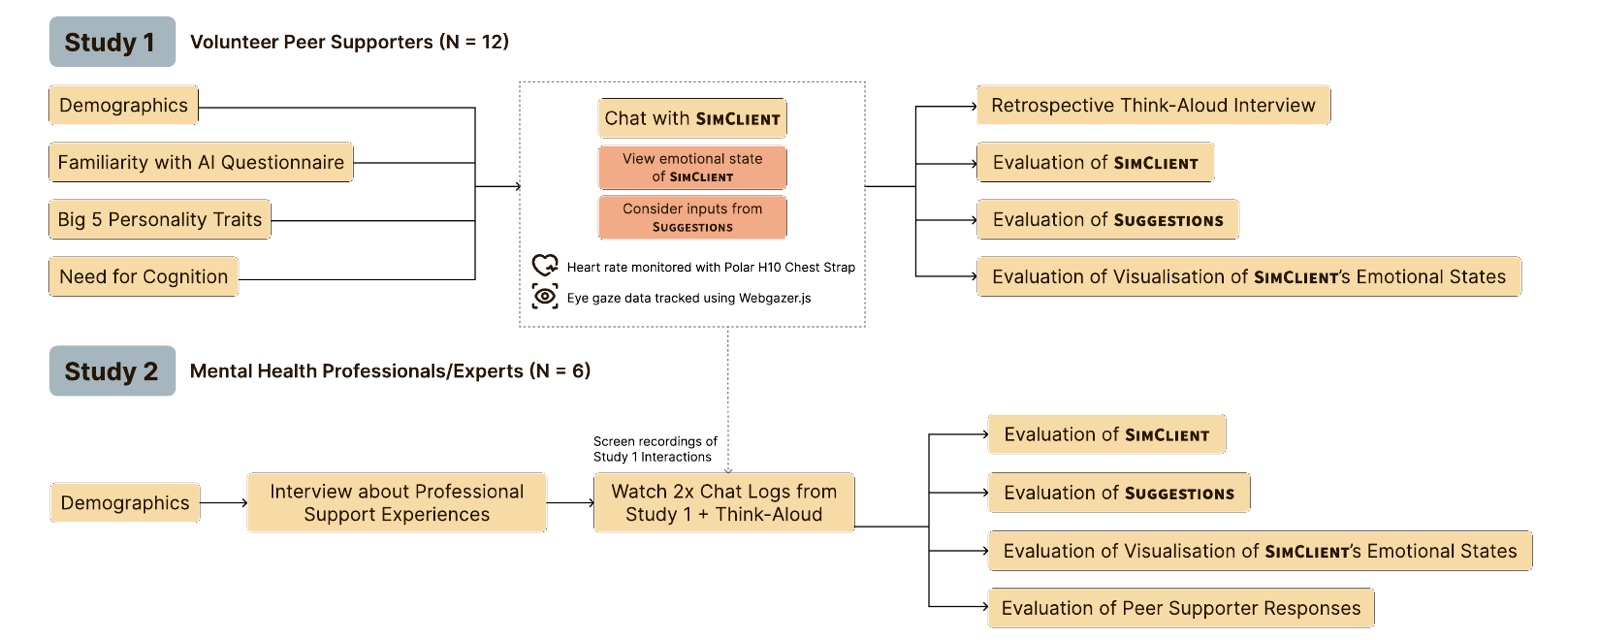 Study 1
Volunteer Peer Supporters (N = 12)
Demographics
Familiarity with AI Questionnaire
Big 5 Personality Traits
Need for Cognition
Chat with SIMCLIENT
View emotional state
of SIMCLIENT
Consider inputs from
SUGGESTIONS
Heart rate monitored with Polar H10 Chest Strap
Eye gaze data tracked using Webgazer.js
Retrospective Think-Aloud Interview
Evaluation of SIMCLIENT
Evaluation of SUGGESTIONS
Evaluation of Visualisation of SIMCLIENT's Emotional States
Study 2
Mental Health Professionals/Experts (N = 6)
Demographics
Interview about Professional
Support Experiences
Screen recordings of
Study 1 Interactions
Watch 2x Chat Logs from
Study 1 + Think-Aloud
Evaluation of SIMCLIENT
Evaluation of SUGGESTIONS
Evaluation of Visualisation of SIMCLIENT's Emotional States
Evaluation of Peer Supporter Responses